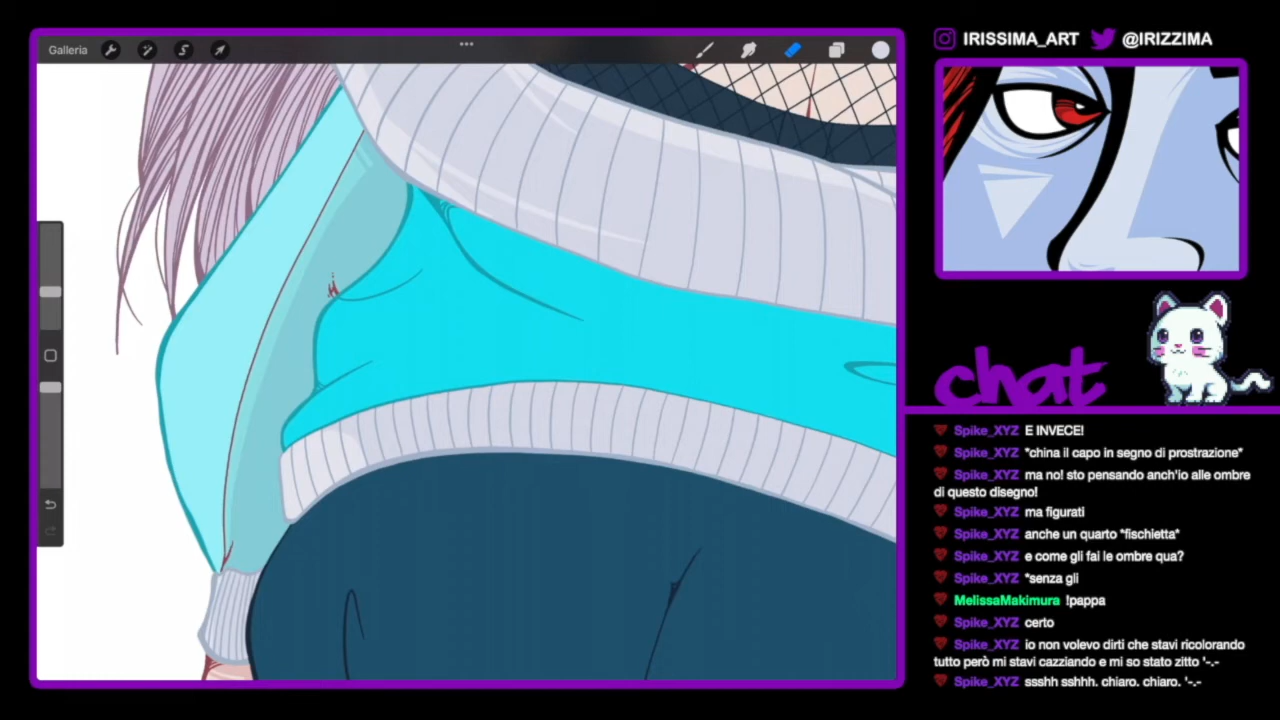 Galleria
IRISSIMA_ART @IRIZZIMA
chat
Spike_XYZ E INVECE!
Spike_XYZ *china il capo in segno di prostrazione*
Spike_XYZ ma no! sto pensando anch'io alle ombre
di questo disegno!
Spike_XYZ ma figurati
Spike_XYZ anche un quarto *fischietta*
Spike_XYZ e come gli fai le ombre qua?
Spike_XYZ *senza gli
MelissaMakimura !pappa
Spike_XYZ certo
Spike_XYZ io non volevo dirti che stavi ricolorando
tutto però mi stavi cazziando e mi so stato zitto '-.-
Spike_XYZ ssshh sshhh. chiaro. chiaro. '-.-